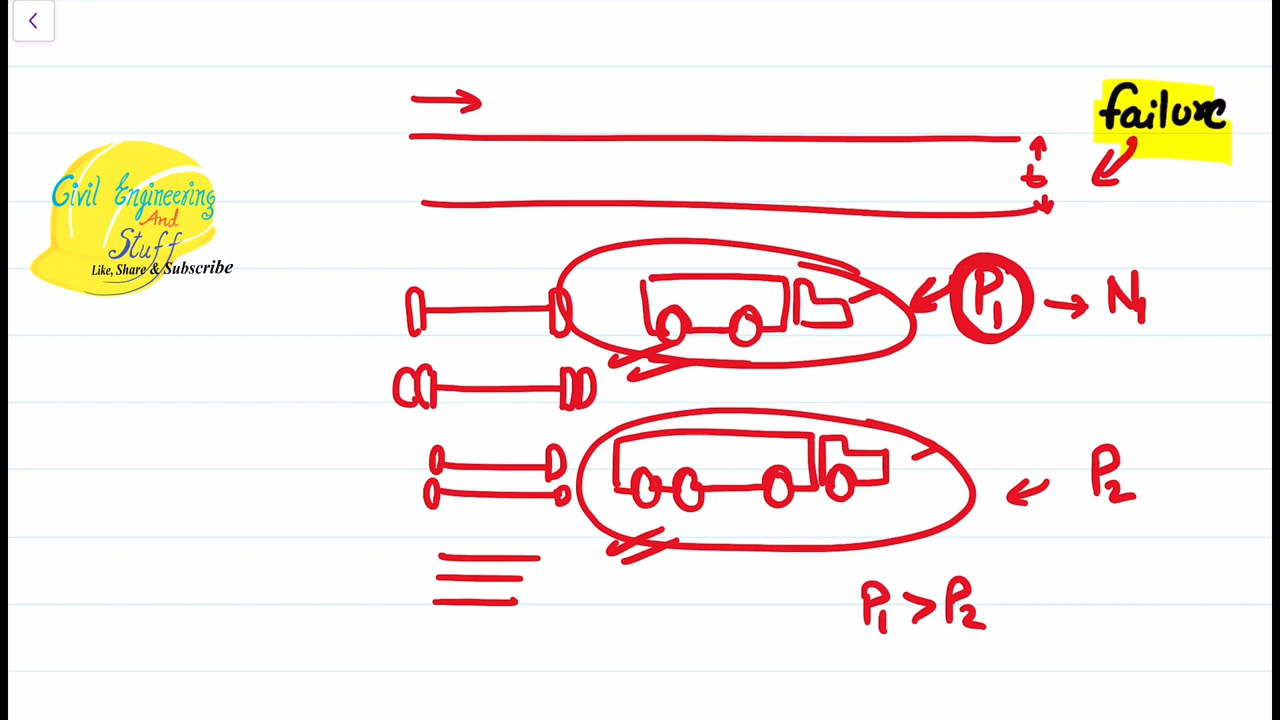 failure
t
Civil Engineering
And
Stuff
Like, Share & Subscribe
P1 → N1
P2
P1 > P2